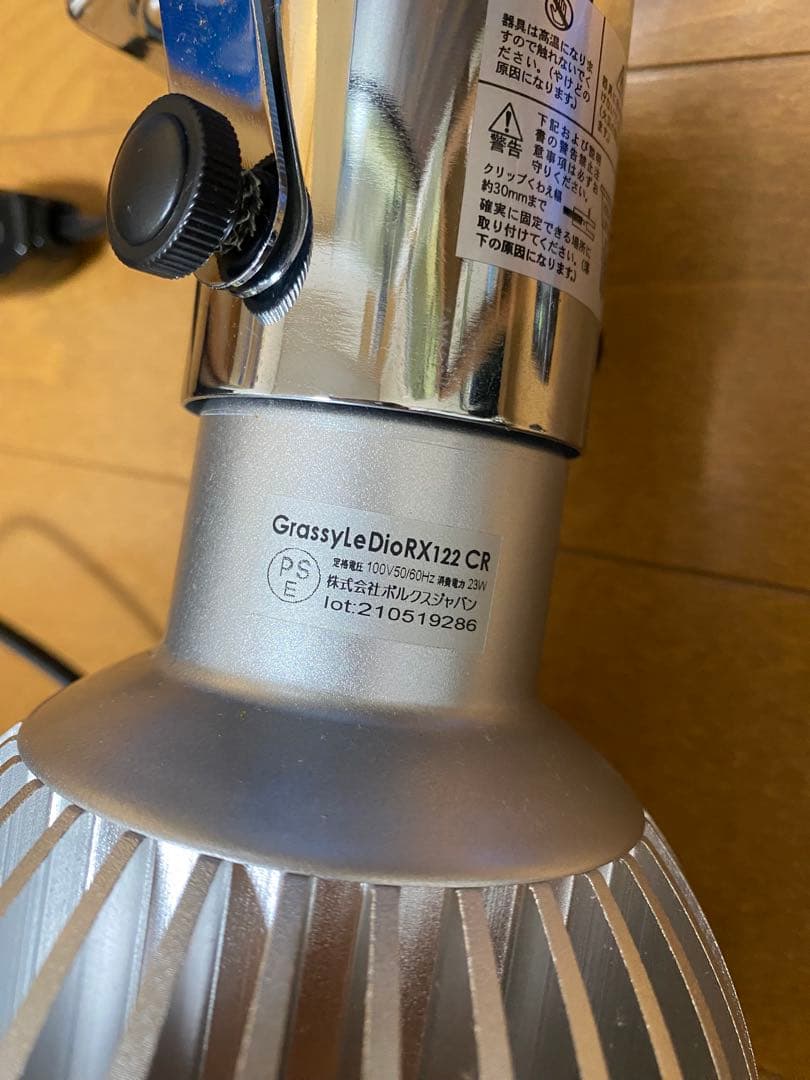 器具は高温になりま
すので触れないでく
ださい。(やけどの
原因になります。)
警告
下記および説明
書の警告禁止注
意事項は必ずお
守りください。
クリップくわえ幅
約30mmまで
確実に固定できる場所に
取り付けてください。(落
下の原因になります。)
GrassyLeDioRX122 CR
PS
E
定格電圧 100V50/60Hz 消費電力 23W
株式会社ボルクスジャパン
lot:210519286